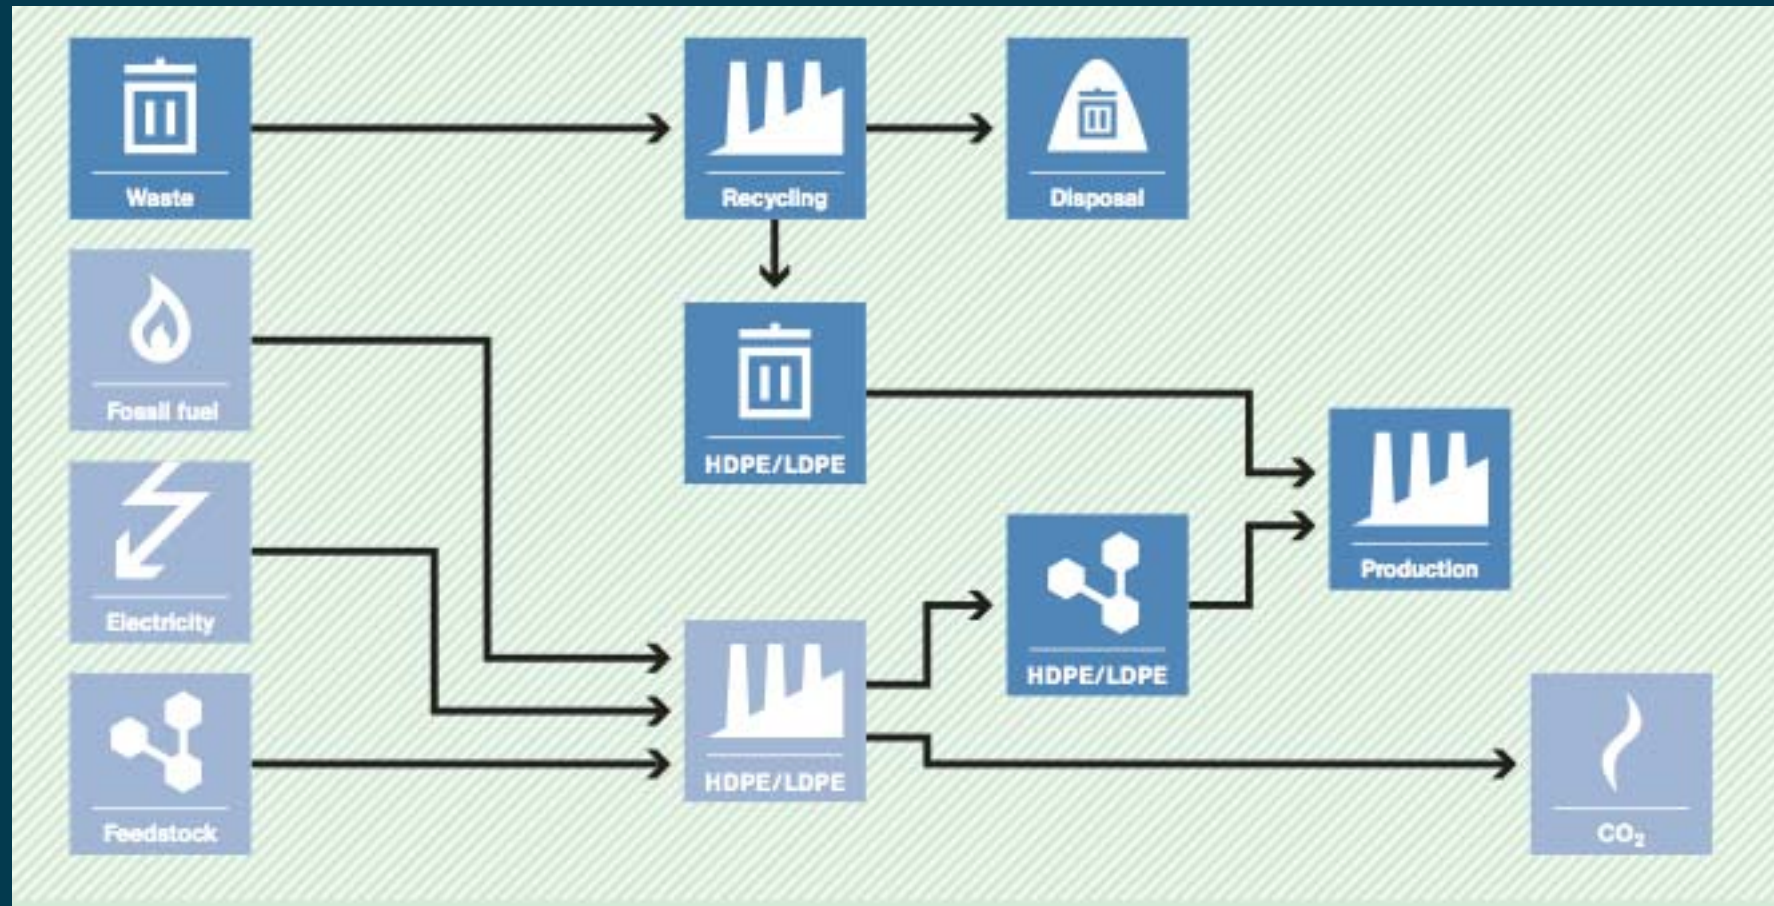 Waste
Recycling
Disposal
Fossil fuel
HDPE/LDPE
Electricity
Production
HDPE/LDPE
HDPE/LDPE
Feedstock
CO₂